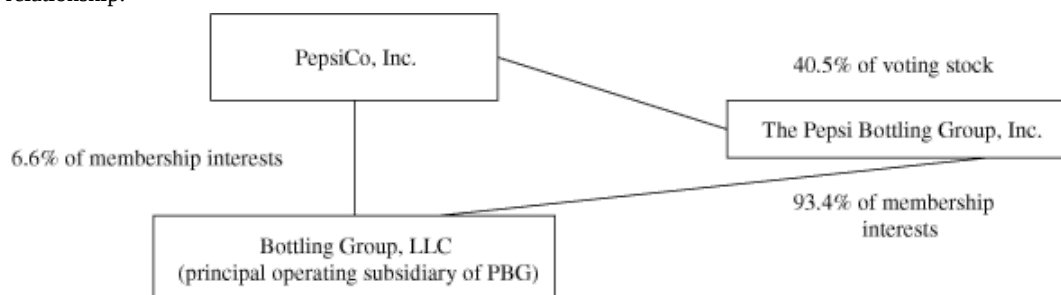 relationship.
PepsiCo, Inc.
40.5% of voting stock
The Pepsi Bottling Group, Inc.
6.6% of membership interests
93.4% of membership
interests
Bottling Group, LLC
(principal operating subsidiary of PBG)